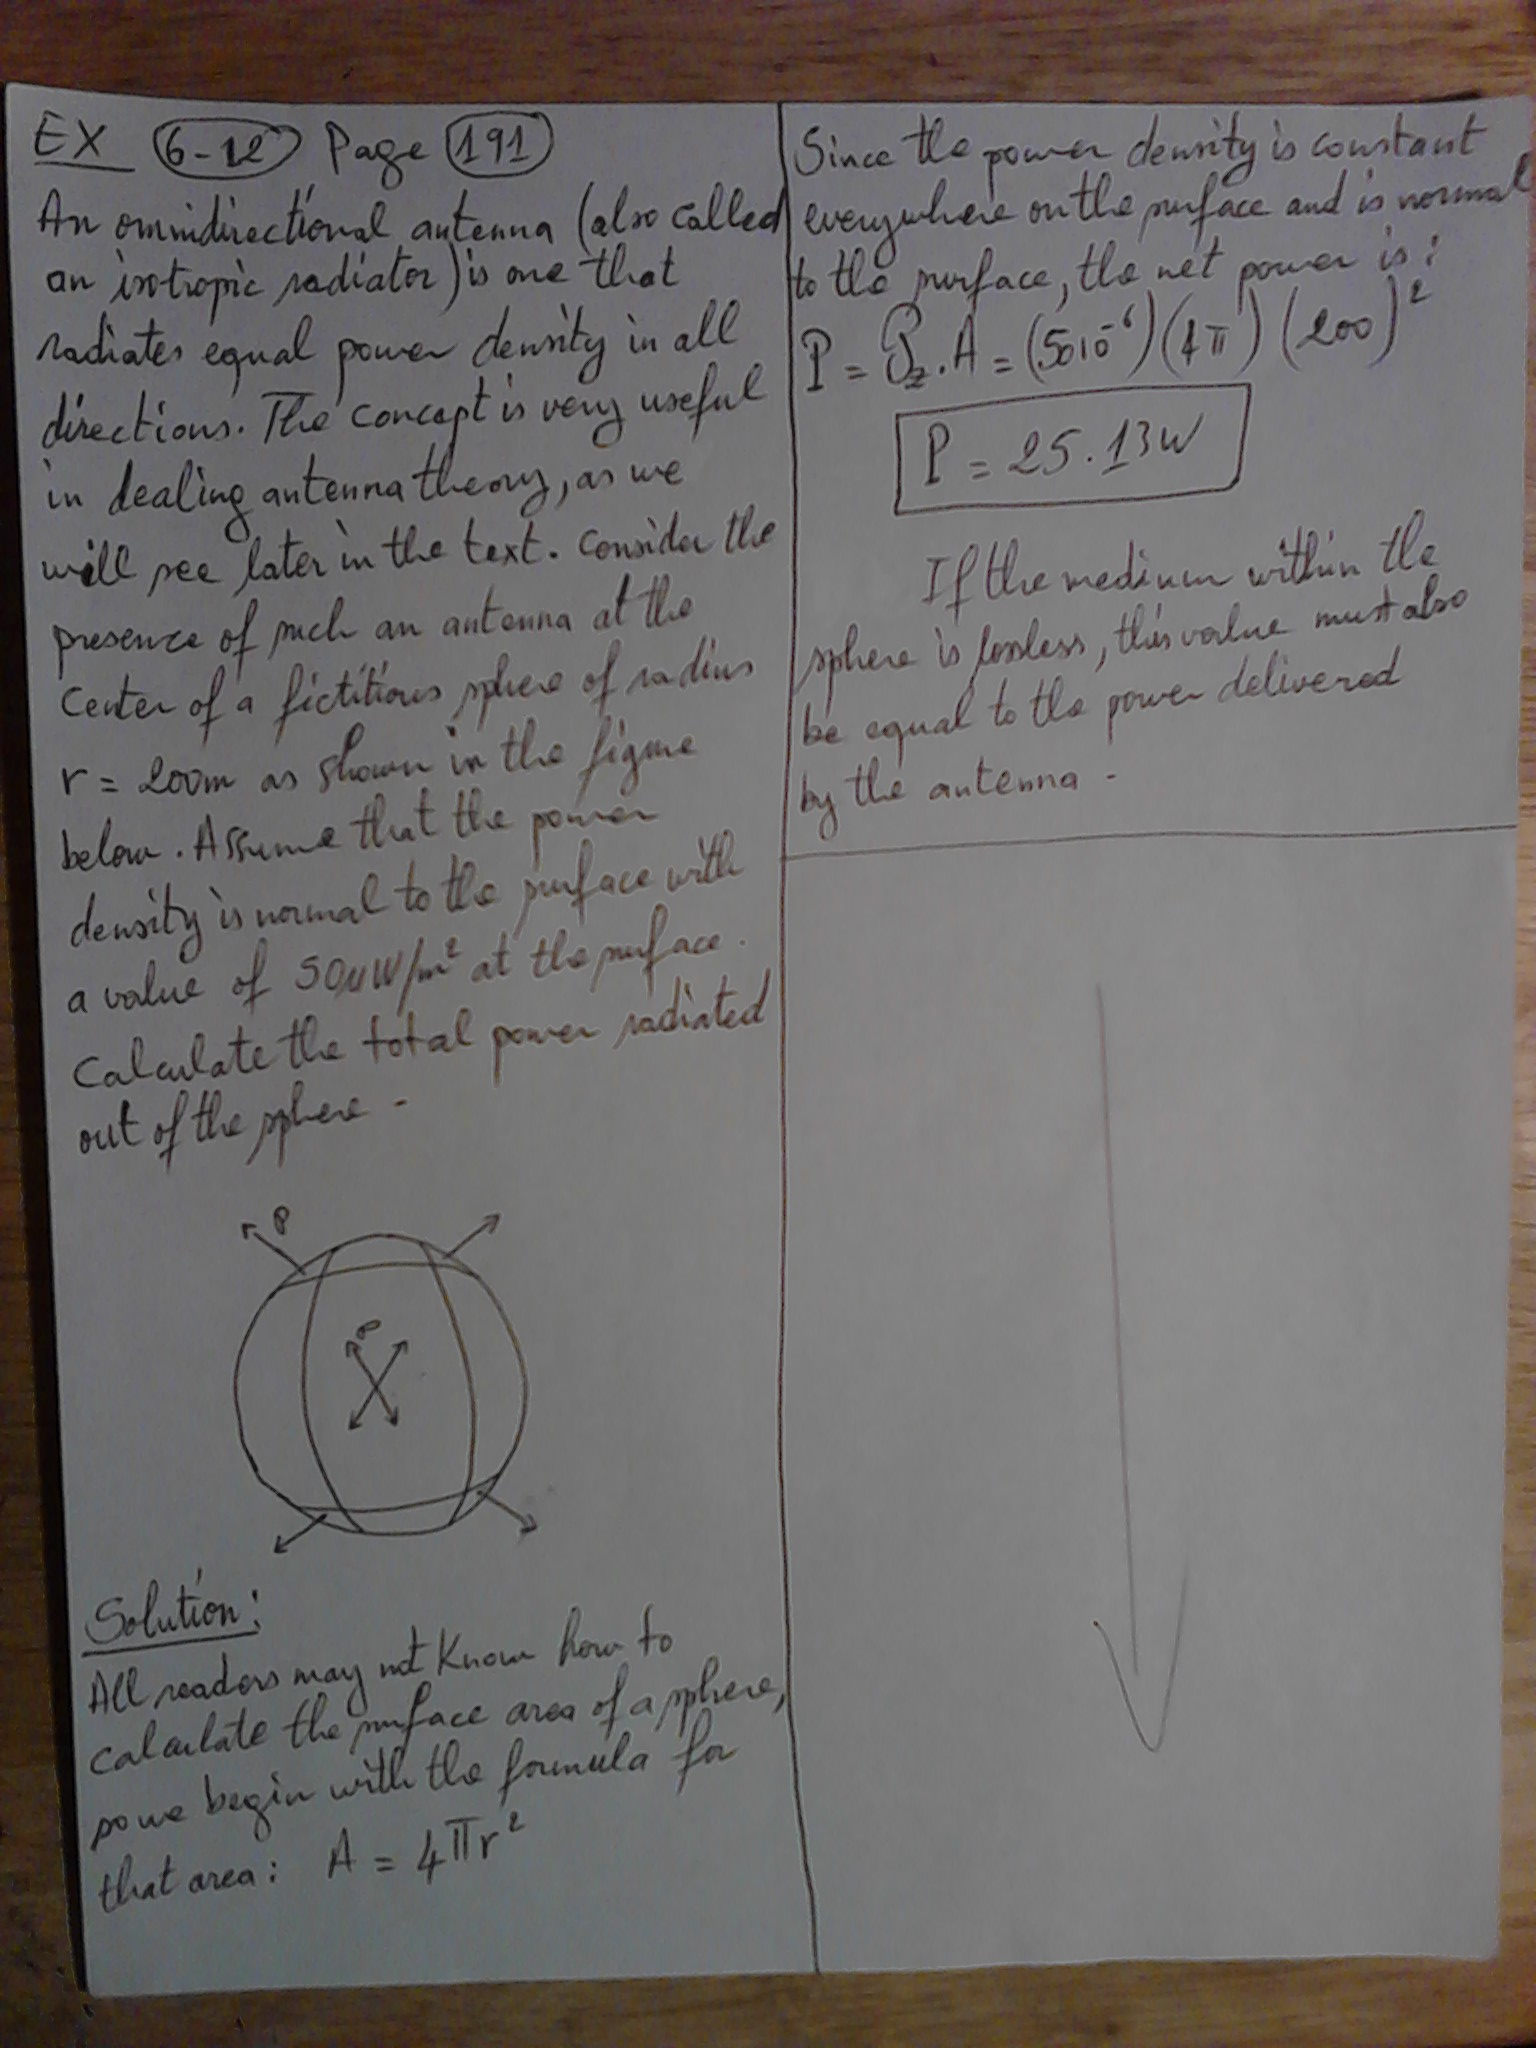 EX 6-12 Page 191
An omnidirectional antenna (also called
an isotropic radiator) is one that
radiates equal power density in all
directions. The concept is very useful
in dealing antenna theory, as we
will see later in the text. Consider the
presence of such an antenna at the
center of a fictitious sphere of radius
r = 200m as shown in the figure
below. Assume that the power
density is normal to the surface with
a value of 50μW/m² at the surface.
Calculate the total power radiated
out of the sphere -
P
Solution:
All readers may not know how to
calculate the surface area of a sphere,
so we begin with the formula for
that area: A = 4πr²
Since the power density is constant
everywhere on the surface and is normal
to the surface, the net power is:
P = 𝒫z.A = (50 10⁻⁶)(4π)(200)²
P = 25.13W
If the medium within the
sphere is lossless, this value must also
be equal to the power delivered
by the antenna -